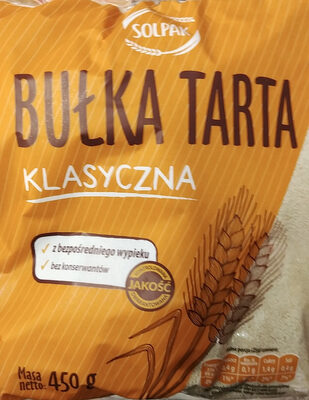 SOLPAK
BUŁKA TARTA
KLASYCZNA
z bezpośredniego wypieku
bez konserwantów
JAKOŚĆ
Masa
netto: 450 g